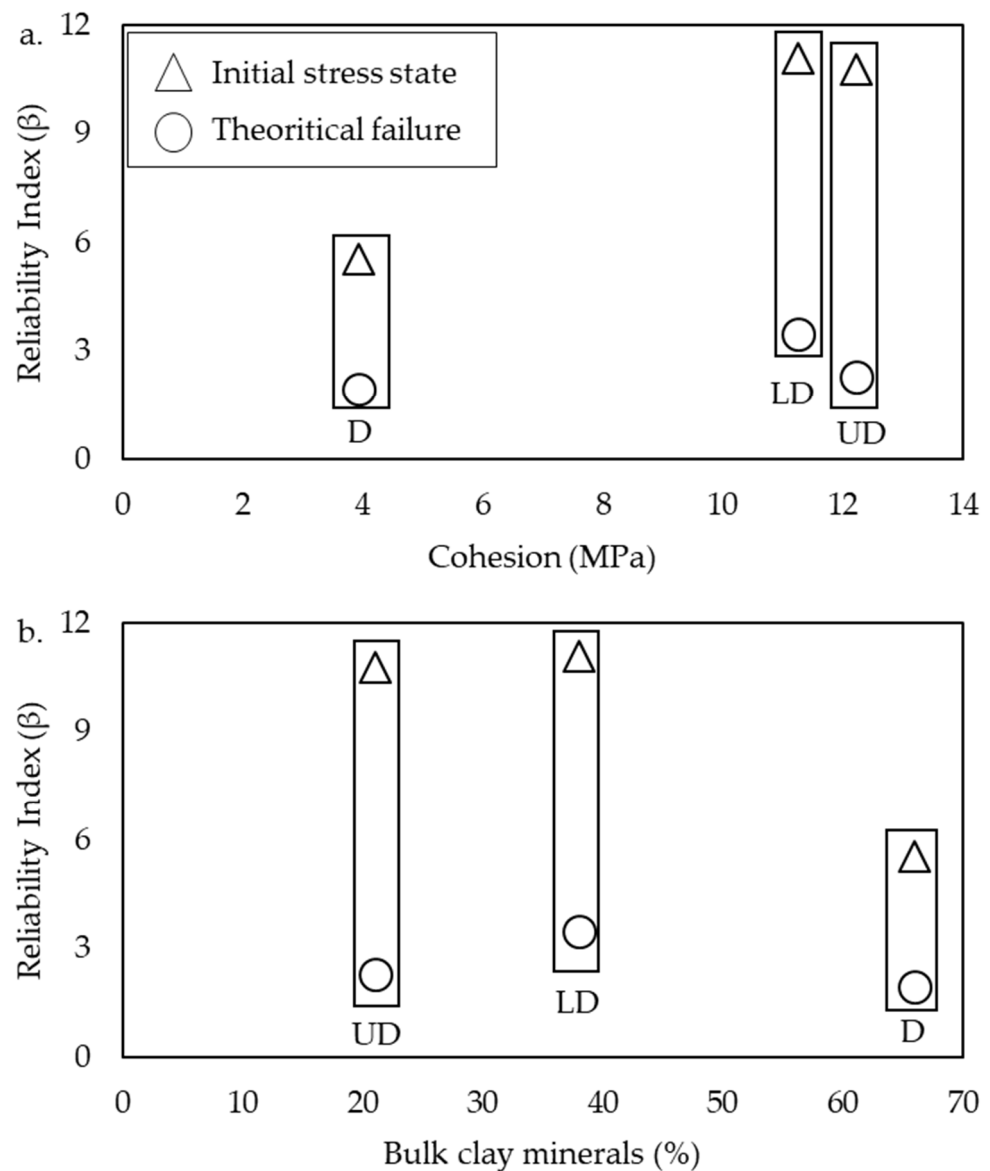 a.
12
9
6
3
0
Reliability Index (β)
Initial stress state
Theoritical failure
D
LD
UD
0 2 4 6 8 10 12 14
Cohesion (MPa)
b.
12
9
6
3
0
Reliability Index (β)
UD
LD
D
0 10 20 30 40 50 60 70
Bulk clay minerals (%)